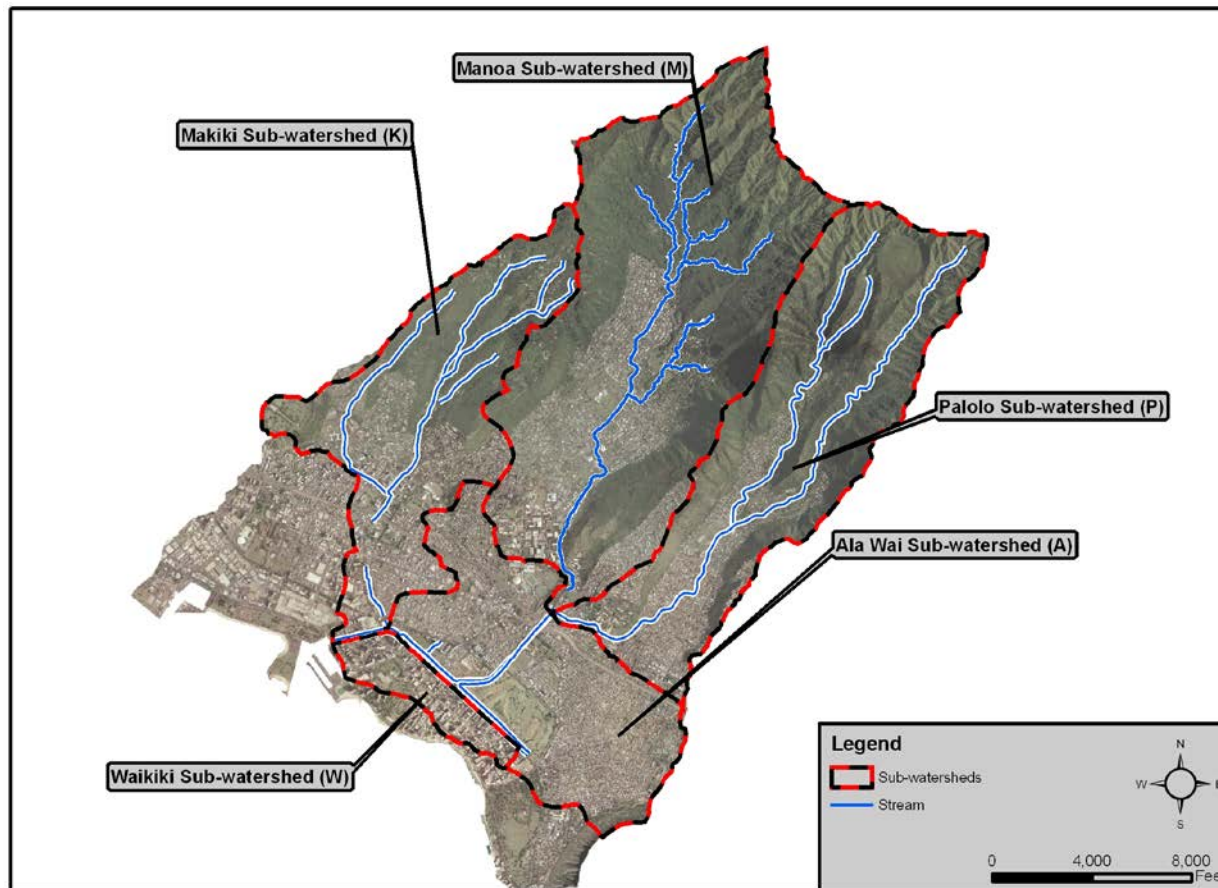 Manoa Sub-watershed (M)
Makiki Sub-watershed (K)
Palolo Sub-watershed (P)
Ala Wai Sub-watershed (A)
Waikiki Sub-watershed (W)
Legend
Sub-watersheds
Stream
N
W
E
S
0 4,000 8,000
Feet